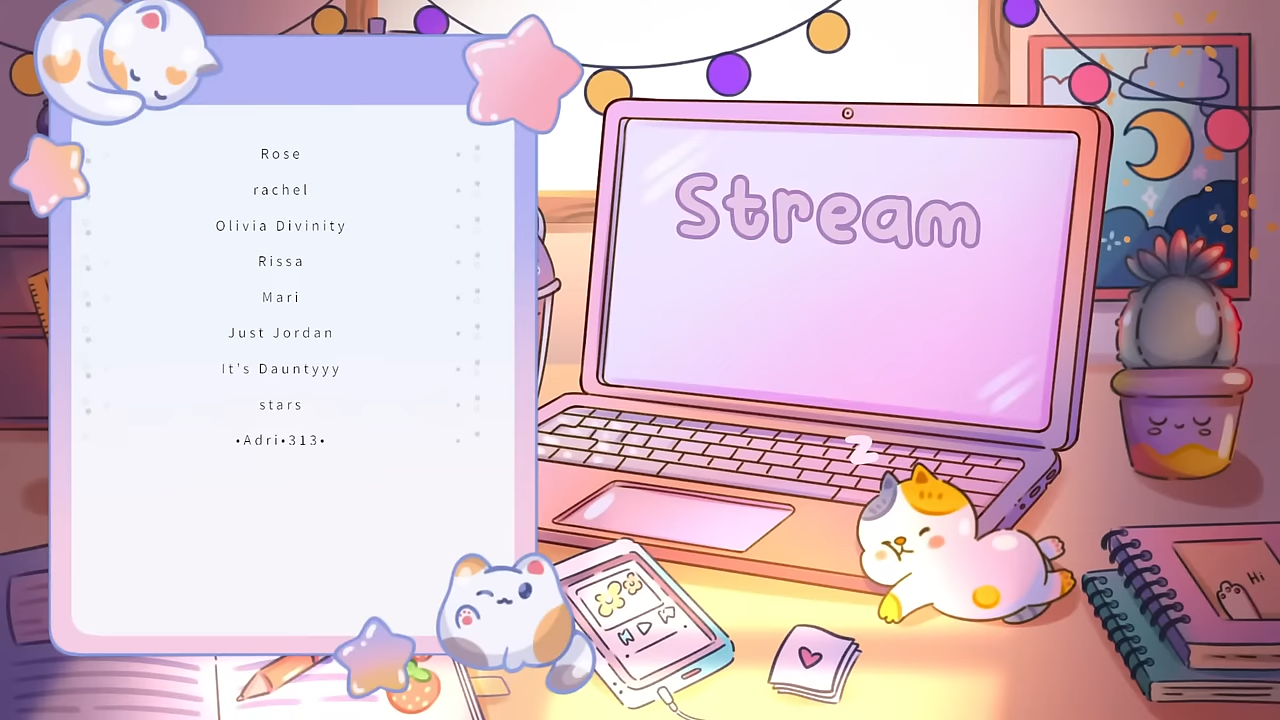 Rose
rachel
Olivia Divinity
Rissa
Mari
Just Jordan
It's Dauntyyy
stars
•Adri•313•
Stream
Z
Hi